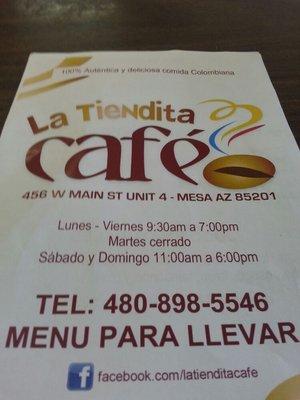 100% Auténtica y deliciosa comida Colombiana
La Tiendita
café
456 W MAIN ST UNIT 4 - MESA AZ 85201
Lunes - Viernes 9:30am a 7:00pm
Martes cerrado
Sábado y Domingo 11:00am a 6:00pm
TEL: 480-898-5546
MENU PARA LLEVAR
f facebook.com/latienditacafe